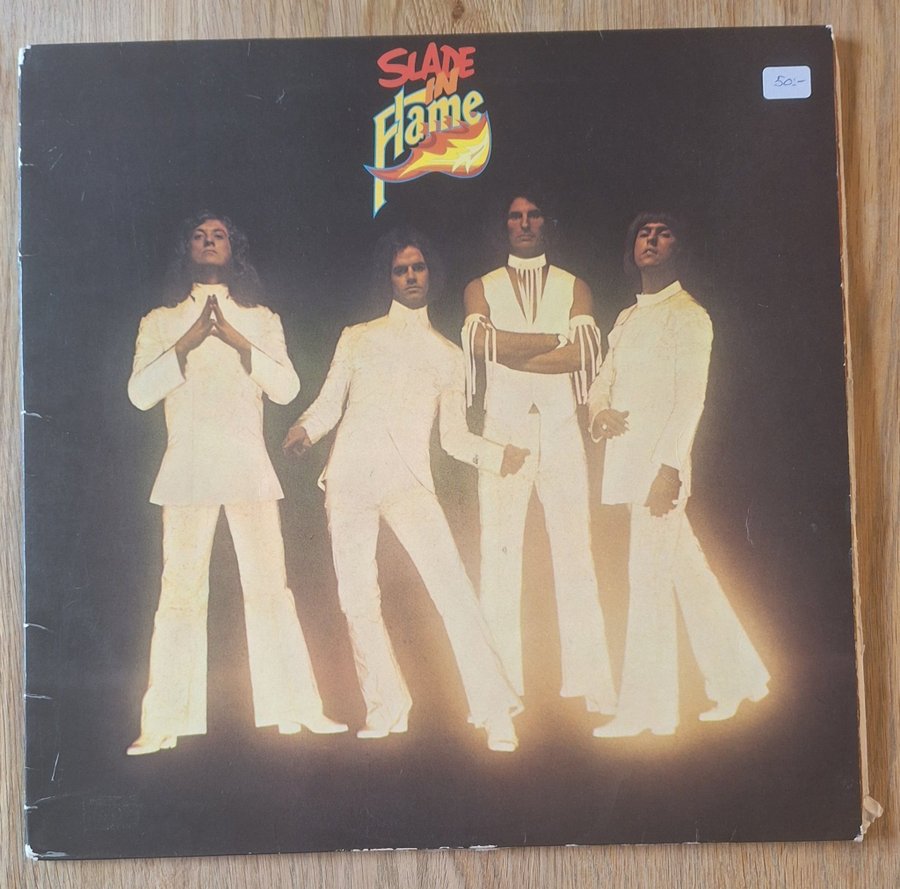 SLADE
IN
Flame
50:-